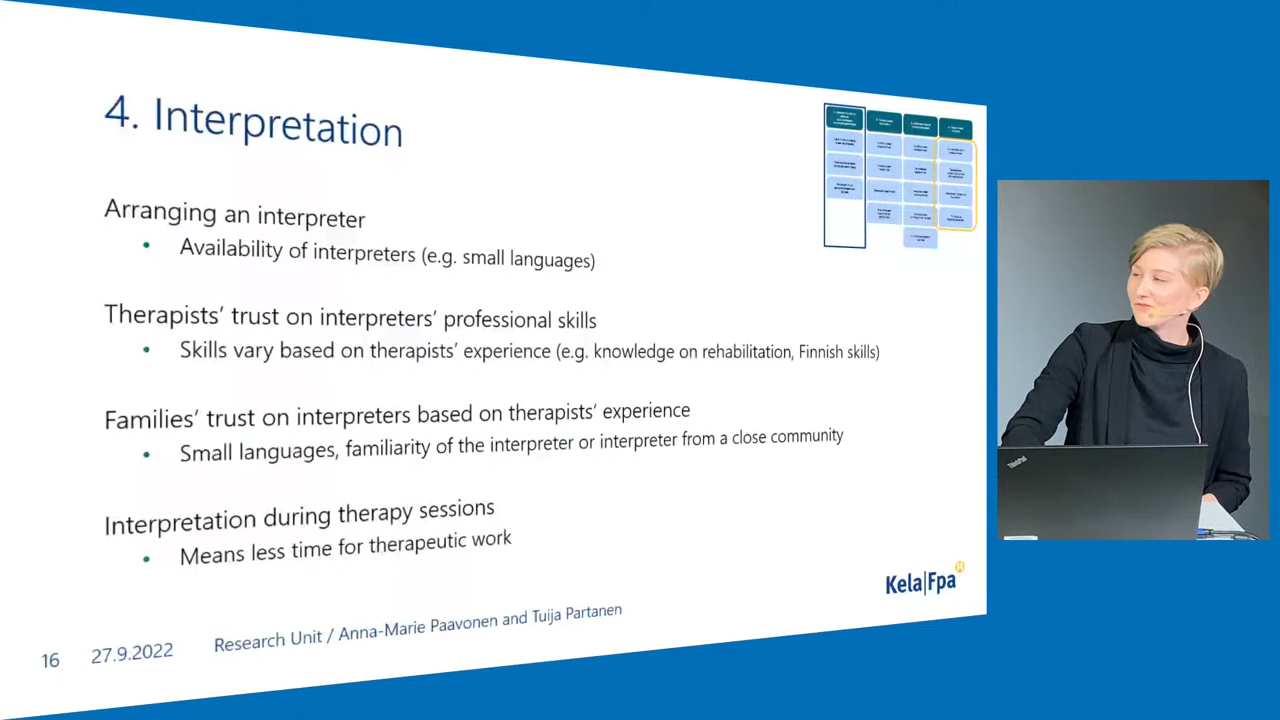 4. Interpretation
Arranging an interpreter
• Availability of interpreters (e.g. small languages)
Therapists’ trust on interpreters’ professional skills
• Skills vary based on therapists’ experience (e.g. knowledge on rehabilitation, Finnish skills)
Families’ trust on interpreters based on therapists’ experience
• Small languages, familiarity of the interpreter or interpreter from a close community
Interpretation during therapy sessions
• Means less time for therapeutic work
Kela|Fpa
16 27.9.2022 Research Unit / Anna-Marie Paavonen and Tuija Partanen
ThinkPad